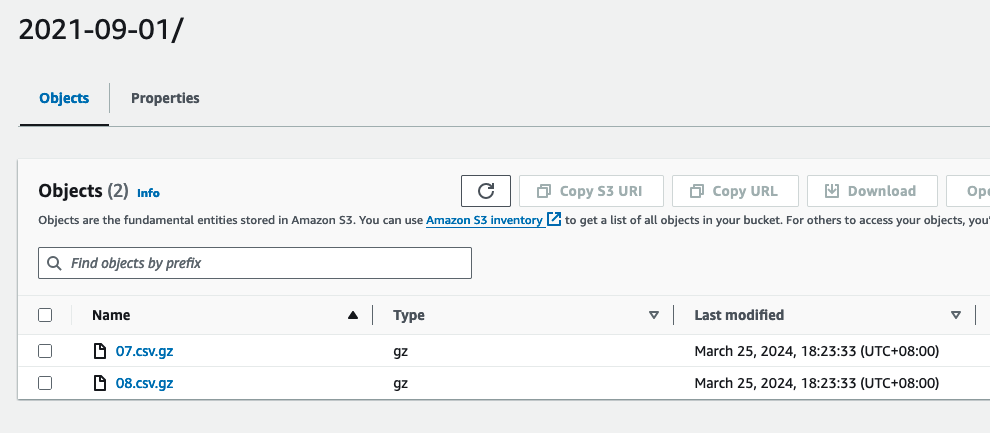 2021-09-01/
Objects Properties
Objects (2) Info Copy S3 URI Copy URL Download
Objects are the fundamental entities stored in Amazon S3. You can use Amazon S3 inventory to get a list of all objects in your bucket. For others to access your objects, you'
Find objects by prefix
Name Type Last modified
07.csv.gz gz March 25, 2024, 18:23:33 (UTC+08:00)
08.csv.gz gz March 25, 2024, 18:23:33 (UTC+08:00)